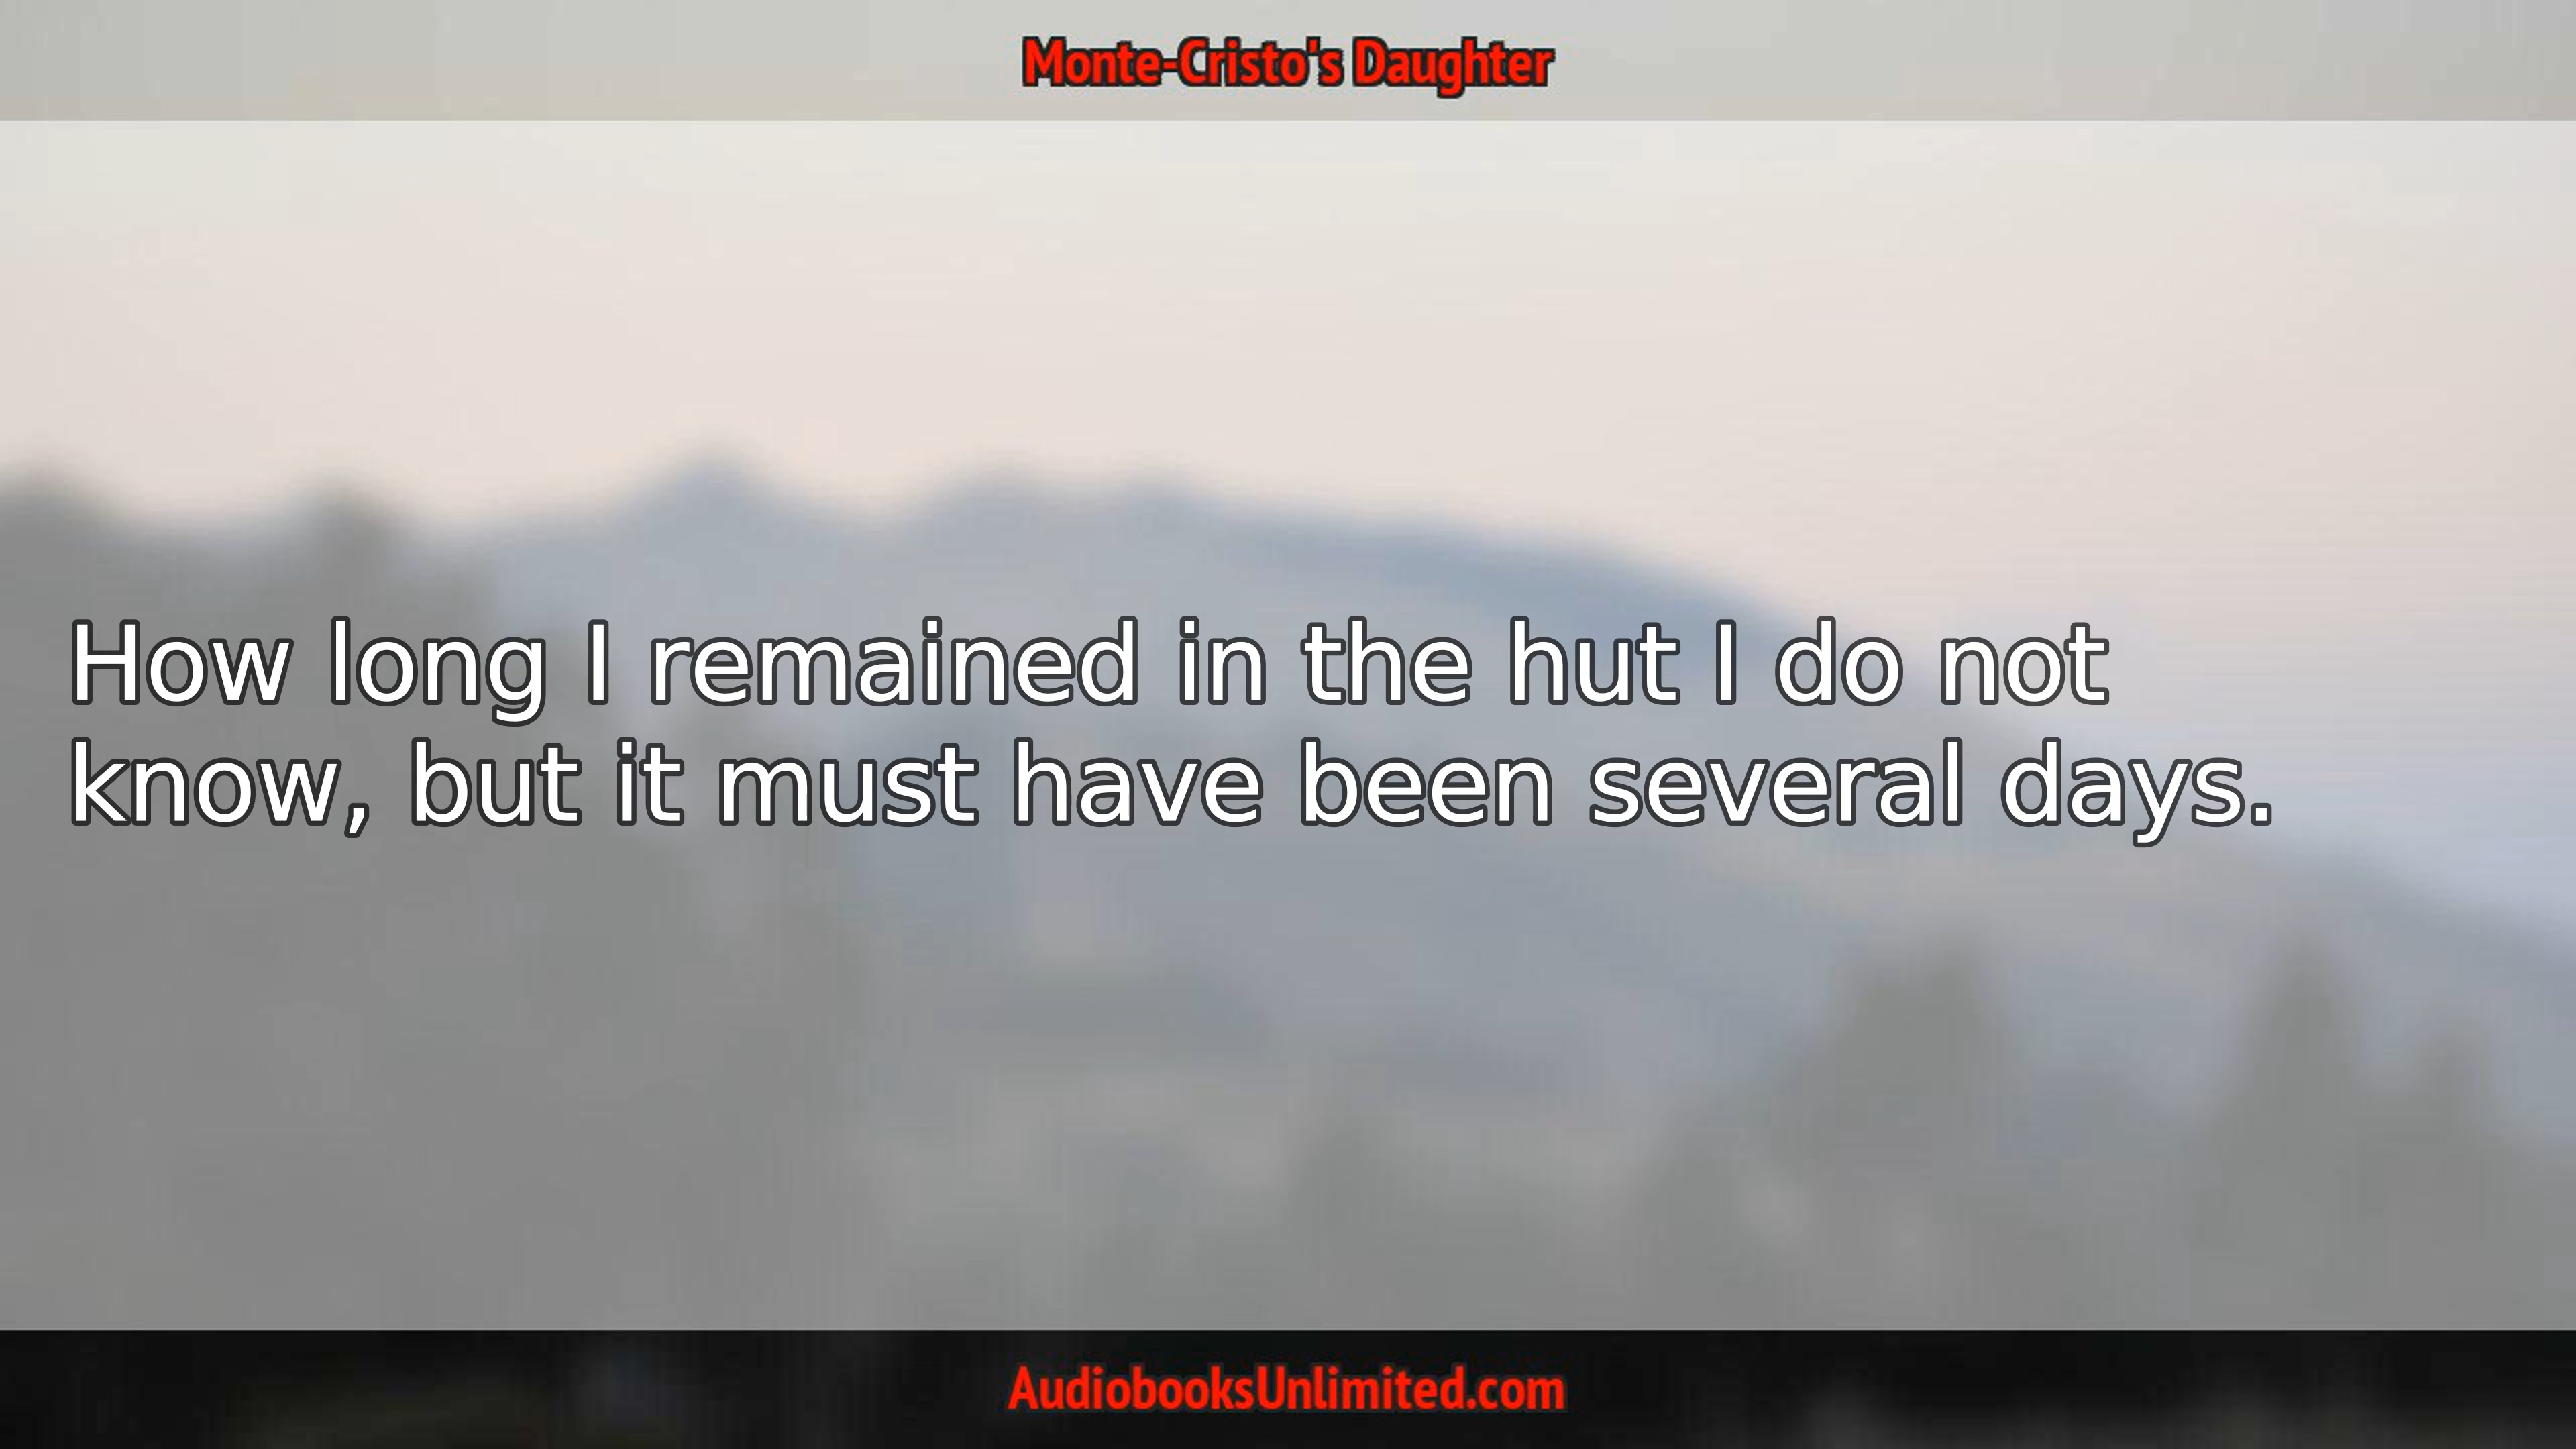 Monte-Cristo's Daughter
How long I remained in the hut I do not
know, but it must have been several days.
AudiobooksUnlimited.com